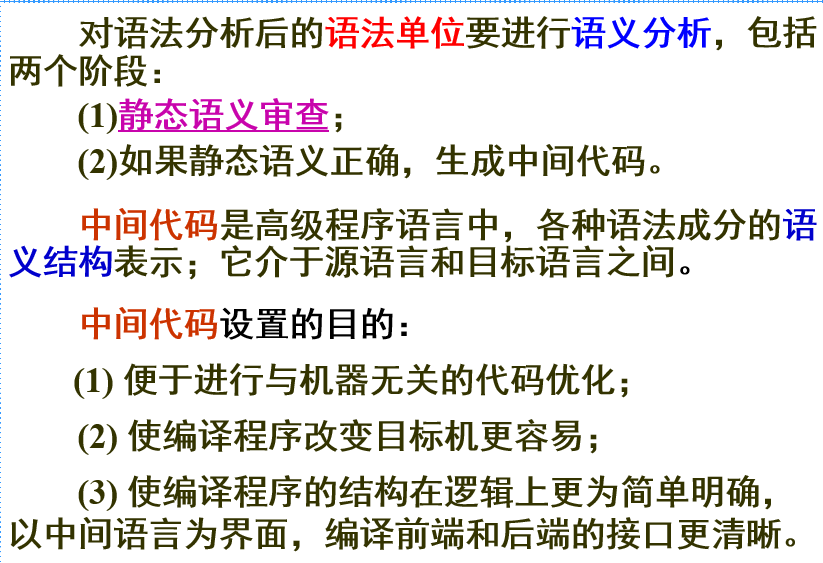 对语法分析后的语法单位要进行语义分析，包括
两个阶段：
(1)静态语义审查；
(2)如果静态语义正确，生成中间代码。
中间代码是高级程序语言中，各种语法成分的语
义结构表示；它介于源语言和目标语言之间。
中间代码设置的目的：
(1) 便于进行与机器无关的代码优化；
(2) 使编译程序改变目标机更容易；
(3) 使编译程序的结构在逻辑上更为简单明确，
以中间语言为界面，编译前端和后端的接口更清晰。